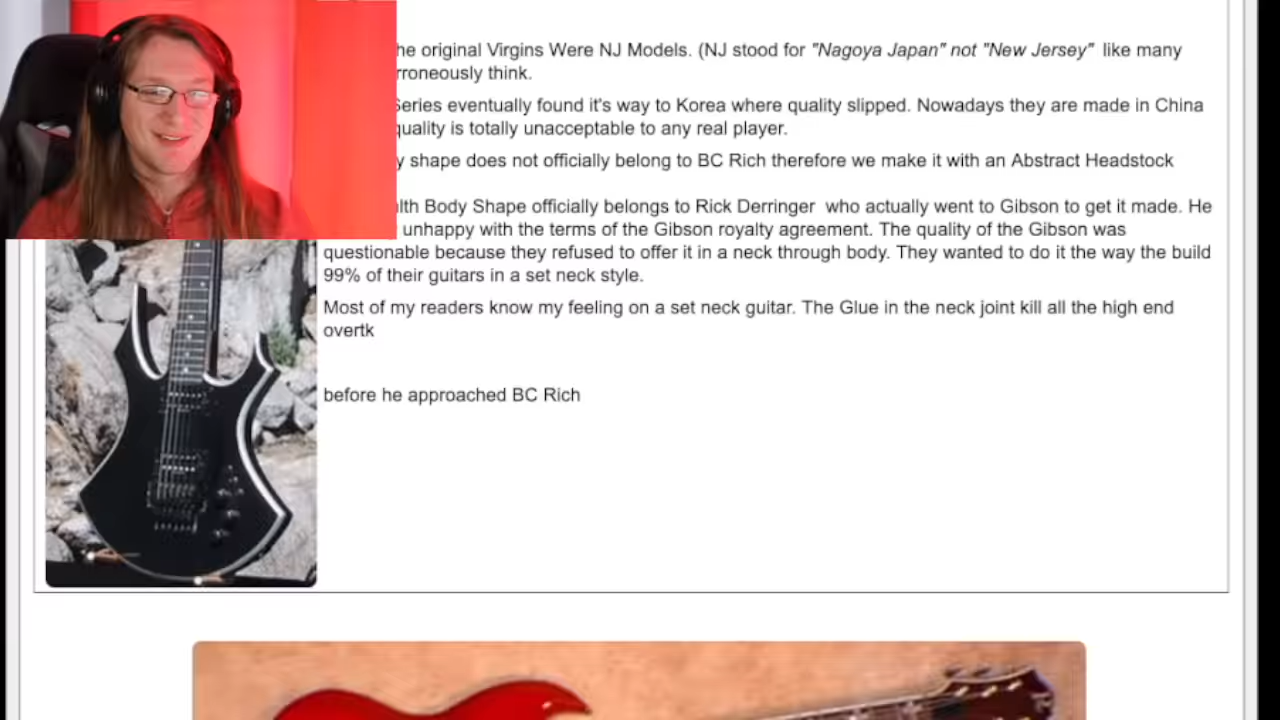 he original Virgins Were NJ Models. (NJ stood for "Nagoya Japan" not "New Jersey" like many
rroneously think.
Series eventually found it's way to Korea where quality slipped. Nowadays they are made in China
quality is totally unacceptable to any real player.
y shape does not officially belong to BC Rich therefore we make it with an Abstract Headstock
lth Body Shape officially belongs to Rick Derringer who actually went to Gibson to get it made. He
unhappy with the terms of the Gibson royalty agreement. The quality of the Gibson was
questionable because they refused to offer it in a neck through body. They wanted to do it the way the build
99% of their guitars in a set neck style.
Most of my readers know my feeling on a set neck guitar. The Glue in the neck joint kill all the high end
overtk
before he approached BC Rich